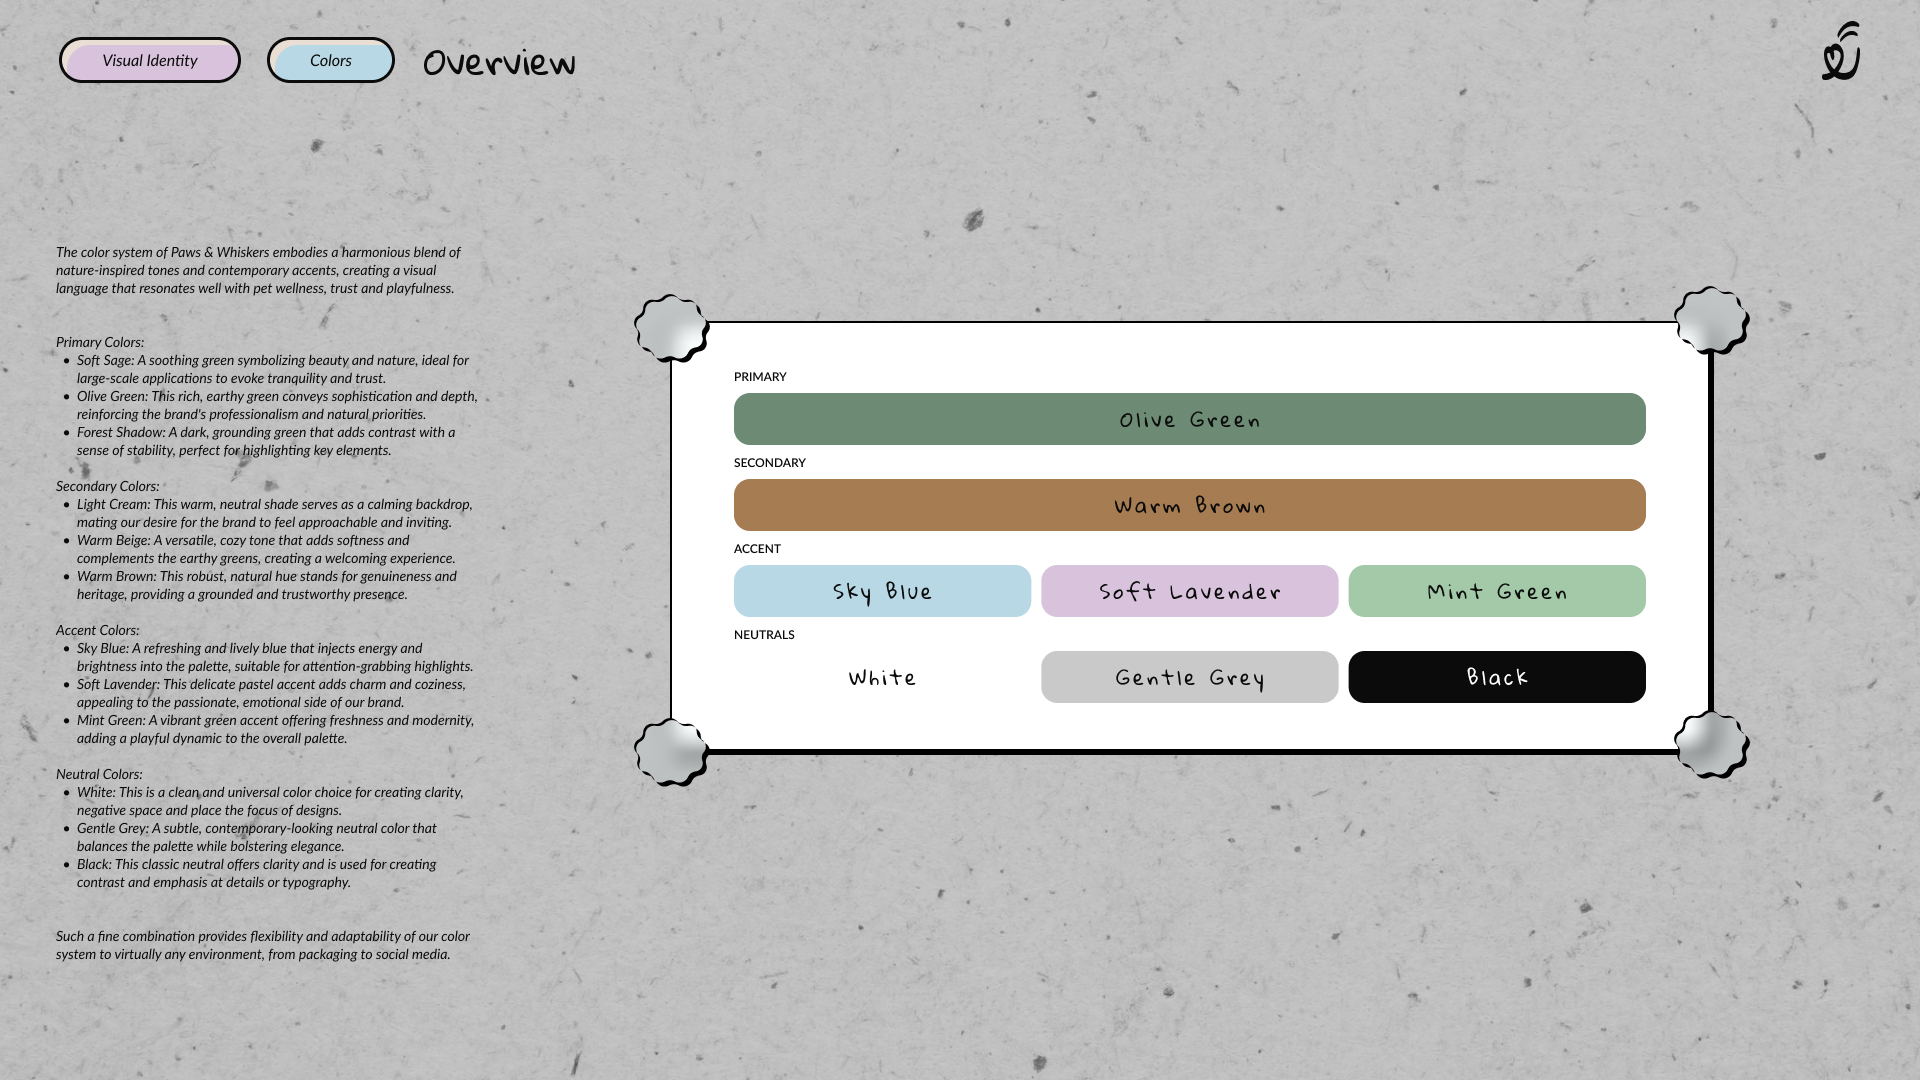 Visual Identity
Colors
Overview
The color system of Paws & Whiskers embodies a harmonious blend of
nature-inspired tones and contemporary accents, creating a visual
language that resonates well with pet wellness, trust and playfulness.
Primary Colors:
• Soft Sage: A soothing green symbolizing beauty and nature, ideal for
large-scale applications to evoke tranquility and trust.
• Olive Green: This rich, earthy green conveys sophistication and depth,
reinforcing the brand's professionalism and natural priorities.
• Forest Shadow: A dark, grounding green that adds contrast with a
sense of stability, perfect for highlighting key elements.
Secondary Colors:
• Light Cream: This warm, neutral shade serves as a calming backdrop,
mating our desire for the brand to feel approachable and inviting.
• Warm Beige: A versatile, cozy tone that adds softness and
complements the earthy greens, creating a welcoming experience.
• Warm Brown: This robust, natural hue stands for genuineness and
heritage, providing a grounded and trustworthy presence.
Accent Colors:
• Sky Blue: A refreshing and lively blue that injects energy and
brightness into the palette, suitable for attention-grabbing highlights.
• Soft Lavender: This delicate pastel accent adds charm and coziness,
appealing to the passionate, emotional side of our brand.
• Mint Green: A vibrant green accent offering freshness and modernity,
adding a playful dynamic to the overall palette.
Neutral Colors:
• White: This is a clean and universal color choice for creating clarity,
negative space and place the focus of designs.
• Gentle Grey: A subtle, contemporary-looking neutral color that
balances the palette while bolstering elegance.
• Black: This classic neutral offers clarity and is used for creating
contrast and emphasis at details or typography.
Such a fine combination provides flexibility and adaptability of our color
system to virtually any environment, from packaging to social media.
PRIMARY
Olive Green
SECONDARY
Warm Brown
ACCENT
Sky Blue
Soft Lavender
Mint Green
NEUTRALS
White
Gentle Grey
Black